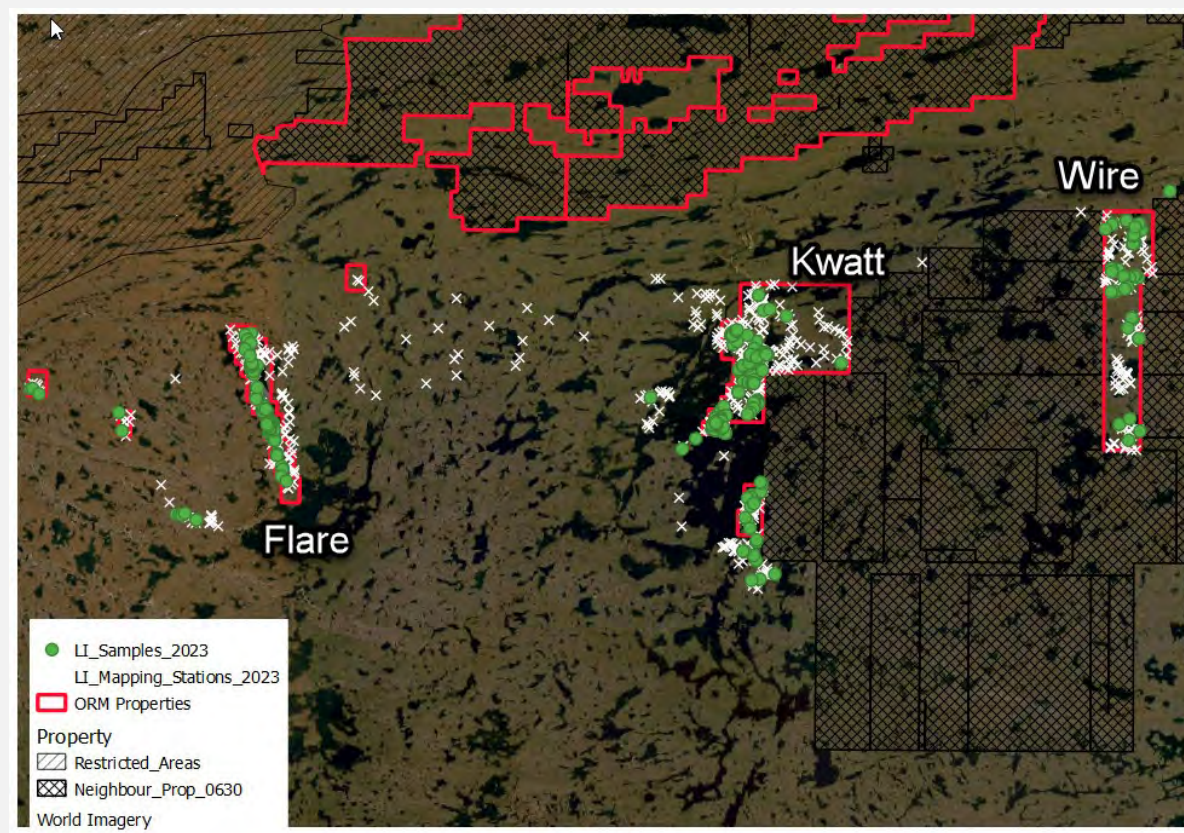 Wire
Kwatt
Flare
LI_Samples_2023
LI_Mapping_Stations_2023
ORM Properties
Property
Restricted_Areas
Neighbour_Prop_0630
World Imagery